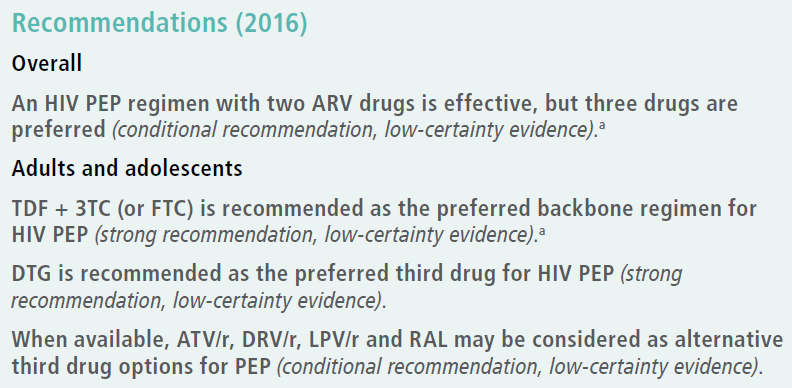 Recommendations (2016)
Overall
An HIV PEP regimen with two ARV drugs is effective, but three drugs are
preferred (conditional recommendation, low-certainty evidence).ª
Adults and adolescents
TDF + 3TC (or FTC) is recommended as the preferred backbone regimen for
HIV PEP (strong recommendation, low-certainty evidence).ª
DTG is recommended as the preferred third drug for HIV PEP (strong
recommendation, low-certainty evidence).
When available, ATV/r, DRV/r, LPV/r and RAL may be considered as alternative
third drug options for PEP (conditional recommendation, low-certainty evidence).